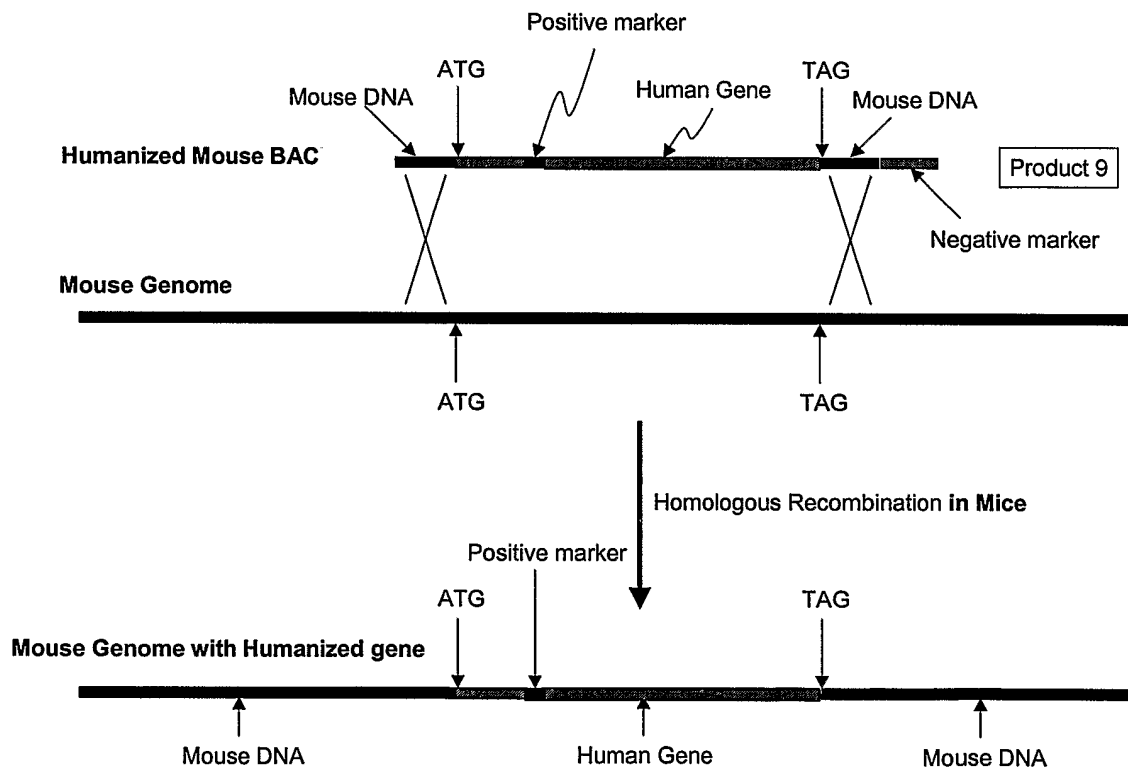 Positive marker
ATG
TAG
Mouse DNA
Human Gene
Mouse DNA
Humanized Mouse BAC
Product 9
Negative marker
Mouse Genome
ATG
TAG
Homologous Recombination in Mice
Positive marker
ATG
TAG
Mouse Genome with Humanized gene
Mouse DNA
Human Gene
Mouse DNA